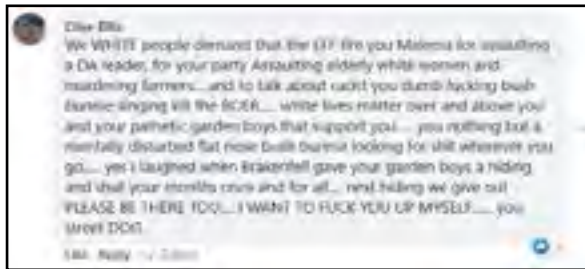 We WHITE people demand that the EFF fire you Malema for assaulting
a DA leader, for your party Assaulting elderly white women and
murdering farmers... and to talk about racist you dumb fucking bush
bunnie singing kill the BOER..... white lives matter over and above you
and your pathetic garden boys that support you..... you nothing but a
mentally disturbed flat nose bush bunnie looking for shit wherever you
go..... yes I laughed when Brakenfell gave your garden boys a hiding
and shut your mouths once and for all... next hiding we give out
PLEASE BE THERE TOO.... I WANT TO FUCK YOU UP MYSELF..... you
street DOG
Like Reply